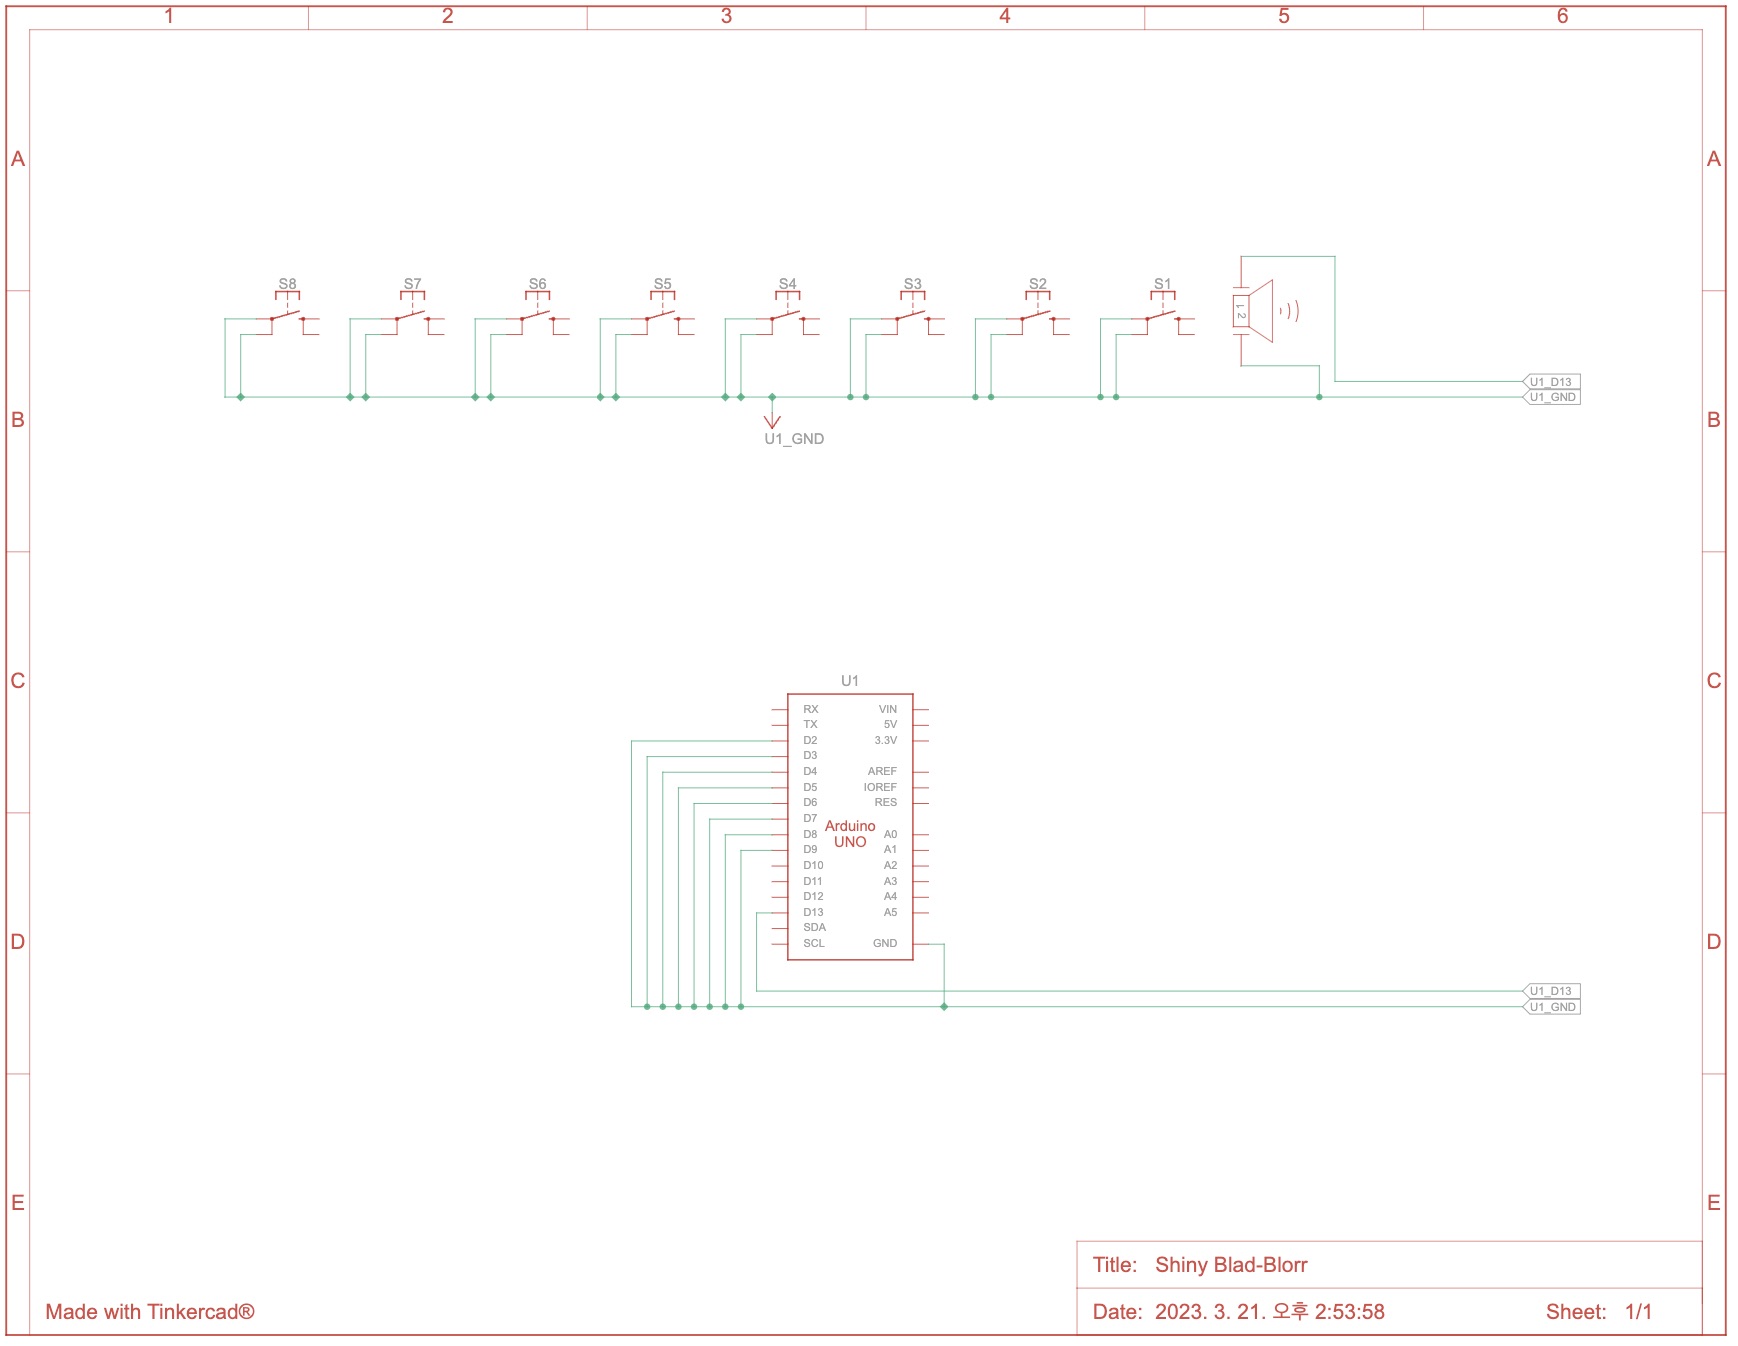 1 2 3 4 5 6
A A
S8 S7 S6 S5 S4 S3 S2 S1
1 2
U1_D13
U1_GND
B B
U1_GND
C C
U1
RX VIN
TX 5V
D2 3.3V
D3
D4 AREF
D5 IOREF
D6 RES
D7
Arduino
UNO
D8 A0
D9 A1
D10 A2
D11 A3
D12 A4
D13 A5
SDA
SCL GND
D D
U1_D13
U1_GND
E E
Title: Shiny Blad-Blorr
Made with Tinkercad®
Date: 2023. 3. 21. 오후 2:53:58 Sheet: 1/1